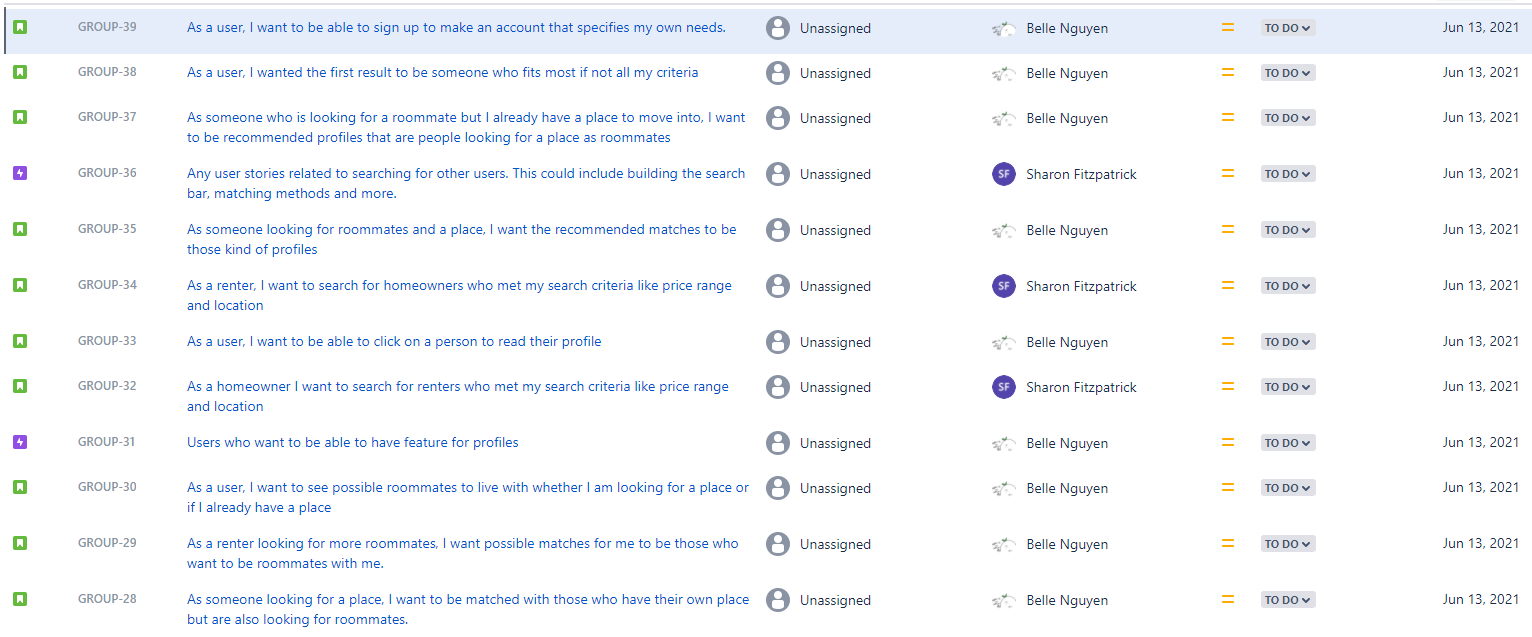 GROUP-39 As a user, I want to be able to sign up to make an account that specifies my own needs. Unassigned Belle Nguyen TO DO Jun 13, 2021
GROUP-38 As a user, I wanted the first result to be someone who fits most if not all my criteria Unassigned Belle Nguyen TO DO Jun 13, 2021
GROUP-37 As someone who is looking for a roommate but I already have a place to move into, I want Unassigned Belle Nguyen TO DO Jun 13, 2021
to be recommended profiles that are people looking for a place as roommates
GROUP-36 Any user stories related to searching for other users. This could include building the search Unassigned SF Sharon Fitzpatrick TO DO Jun 13, 2021
bar, matching methods and more.
GROUP-35 As someone looking for roommates and a place, I want the recommended matches to be Unassigned Belle Nguyen TO DO Jun 13, 2021
those kind of profiles
GROUP-34 As a renter, I want to search for homeowners who met my search criteria like price range Unassigned SF Sharon Fitzpatrick TO DO Jun 13, 2021
and location
GROUP-33 As a user, I want to be able to click on a person to read their profile Unassigned Belle Nguyen TO DO Jun 13, 2021
GROUP-32 As a homeowner I want to search for renters who met my search criteria like price range Unassigned SF Sharon Fitzpatrick TO DO Jun 13, 2021
and location
GROUP-31 Users who want to be able to have feature for profiles Unassigned Belle Nguyen TO DO Jun 13, 2021
GROUP-30 As a user, I want to see possible roommates to live with whether I am looking for a place or Unassigned Belle Nguyen TO DO Jun 13, 2021
if I already have a place
GROUP-29 As a renter looking for more roommates, I want possible matches for me to be those who Unassigned Belle Nguyen TO DO Jun 13, 2021
want to be roommates with me.
GROUP-28 As someone looking for a place, I want to be matched with those who have their own place Unassigned Belle Nguyen TO DO Jun 13, 2021
but are also looking for roommates.